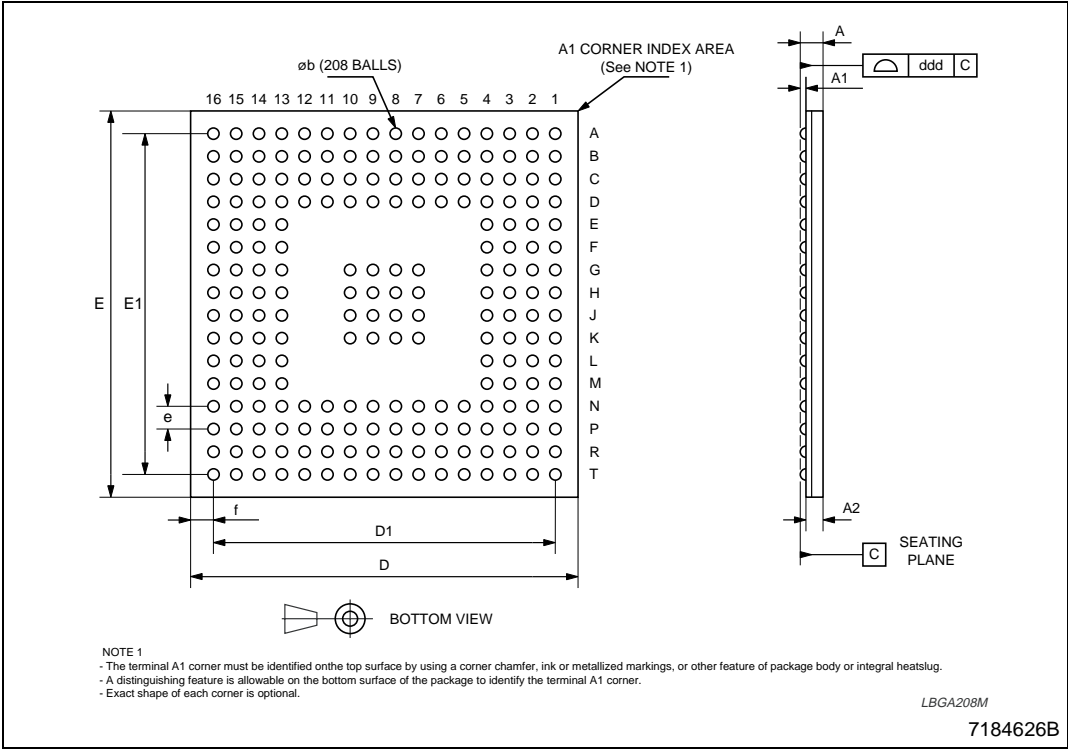 A
A1 CORNER INDEX AREA
(See NOTE 1)
øb (208 BALLS)
ddd C
A1
16 15 14 13 12 11 10 9 8 7 6 5 4 3 2 1
A
B
C
D
E
F
G
H
J
K
L
M
N
P
R
T
E
E1
e
f
D1
D
A2
C
SEATING
PLANE
BOTTOM VIEW
NOTE 1
- The terminal A1 corner must be identified onthe top surface by using a corner chamfer, ink or metallized markings, or other feature of package body or integral heatslug.
- A distinguishing feature is allowable on the bottom surface of the package to identify the terminal A1 corner.
- Exact shape of each corner is optional.
LBGA208M
7184626B